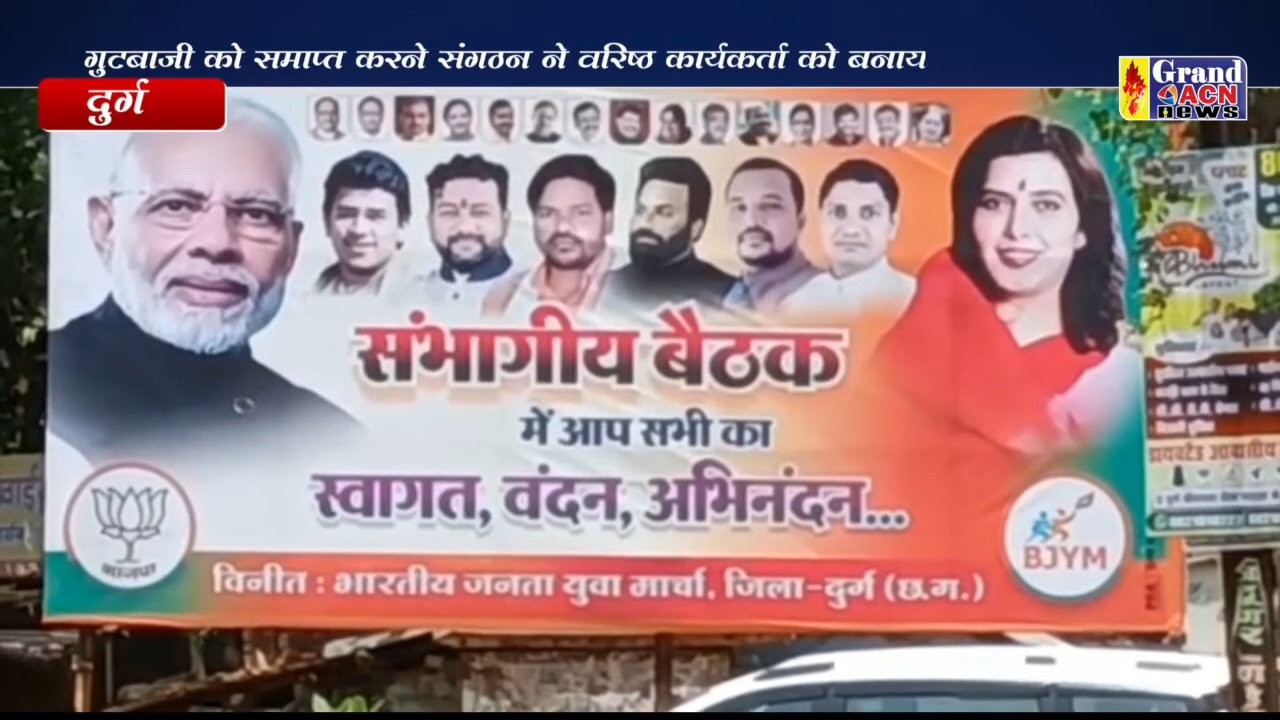 गुटबाजी को समाप्त करने संगठन ने वरिष्ठ कार्यकर्ता को बनाय
दुर्ग
Grand
ACN
news
संभागीय बैठक
में आप सभी का
स्वागत, वंदन, अभिनंदन...
भाजपा
BJYM
विनीत : भारतीय जनता युवा मार्चा, जिला-दुर्ग (छ.ग.)